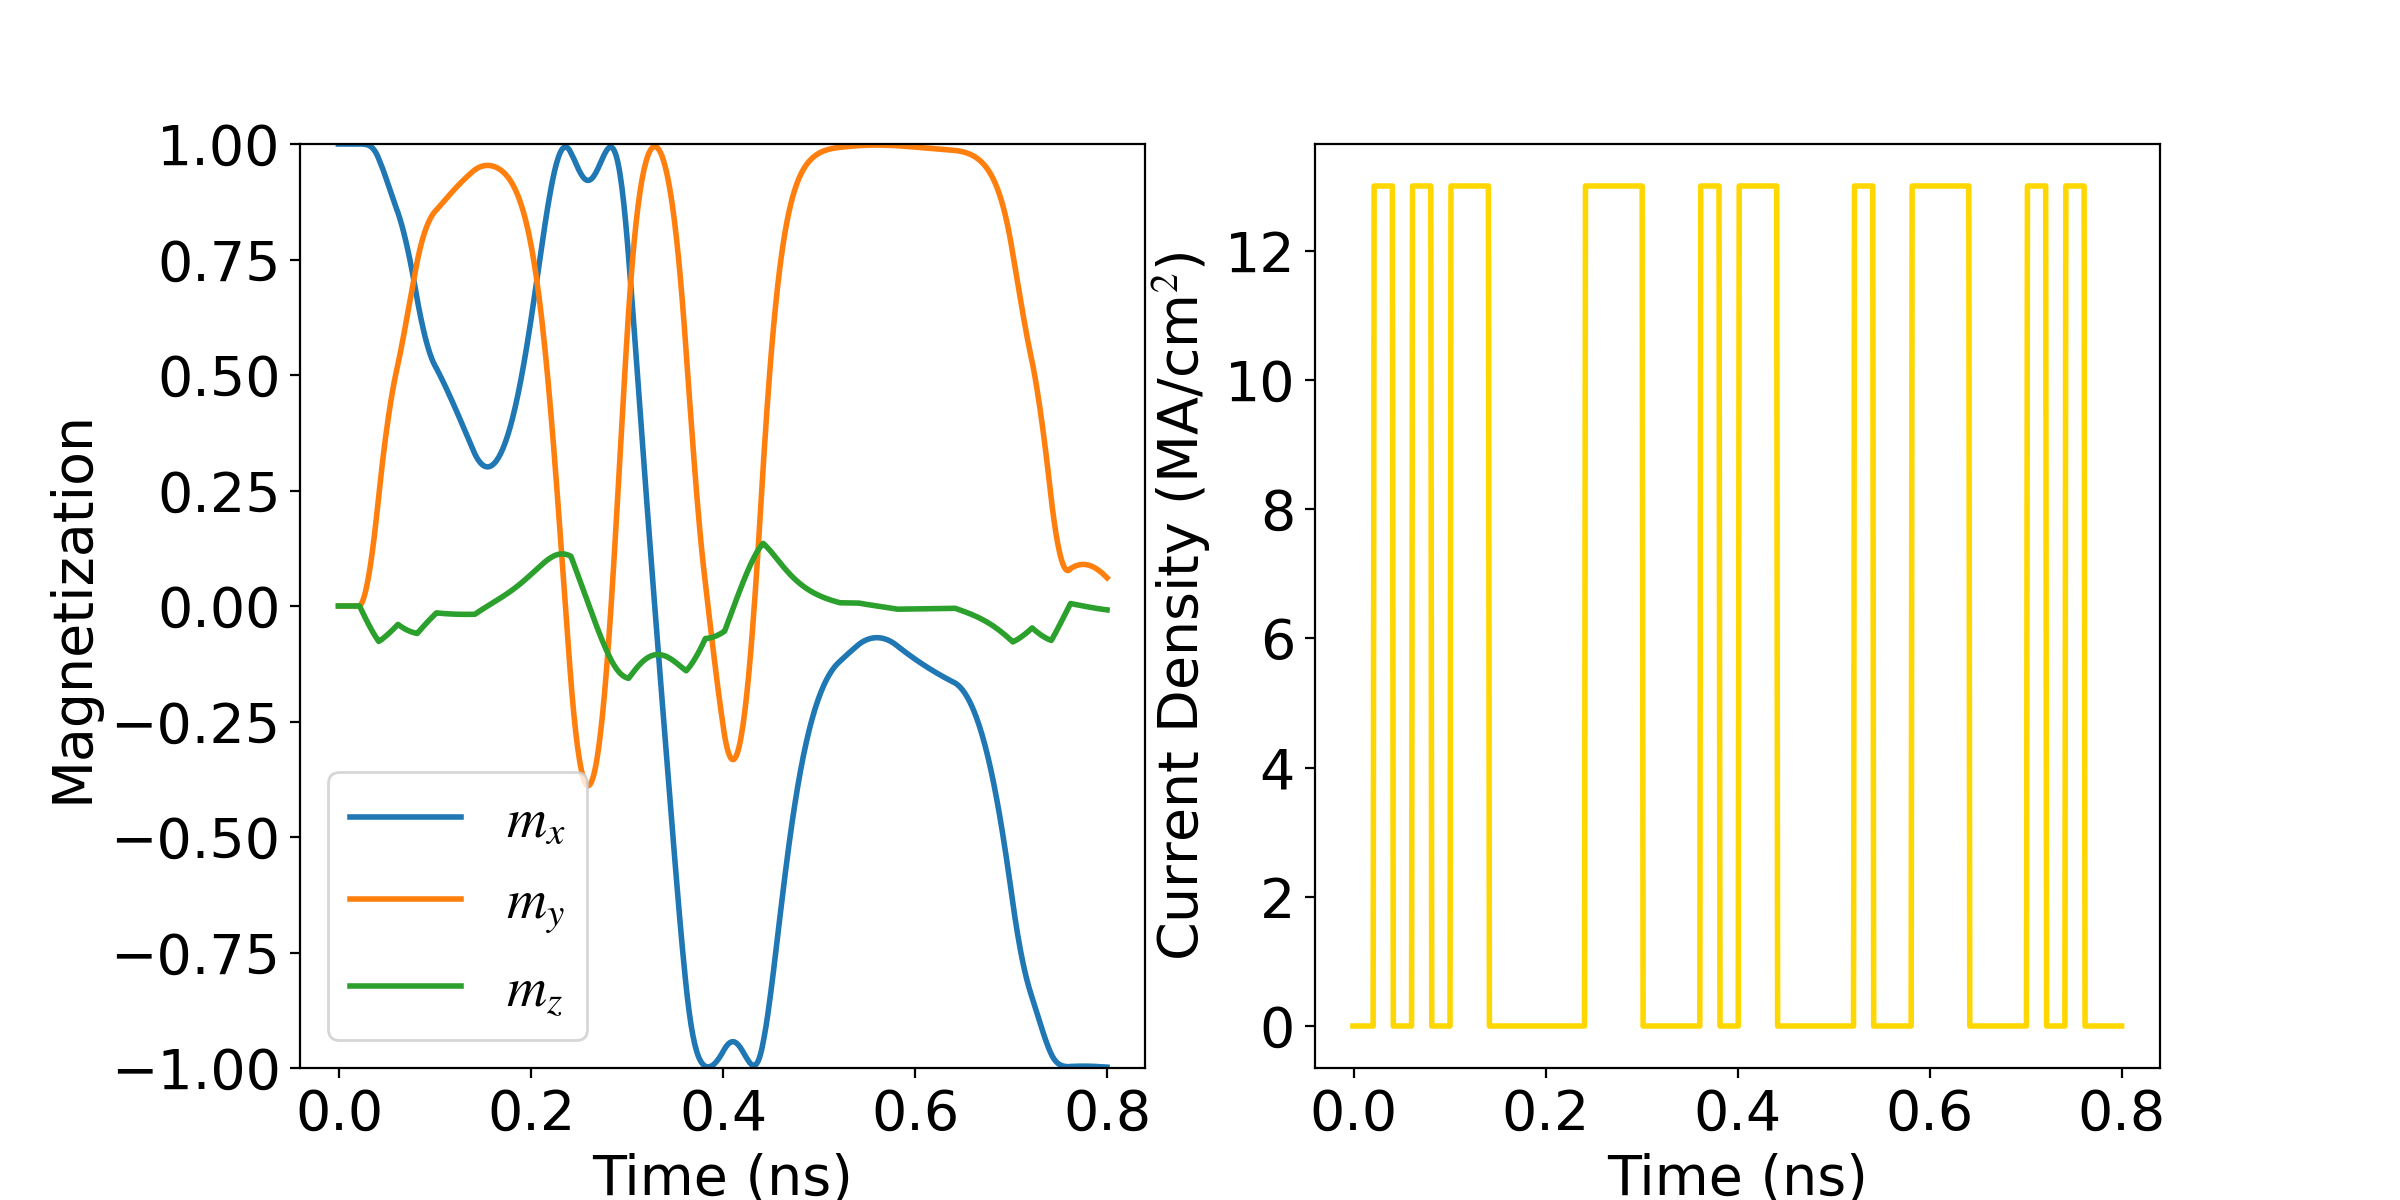 1.00
0.75
0.50
0.25
0.00
−0.25
−0.50
−0.75
−1.00
Magnetization
m_x
m_y
m_z
0.0 0.2 0.4 0.6 0.8
Time (ns)
12
10
8
6
4
2
0
Current Density (MA/cm²)
0.0 0.2 0.4 0.6 0.8
Time (ns)